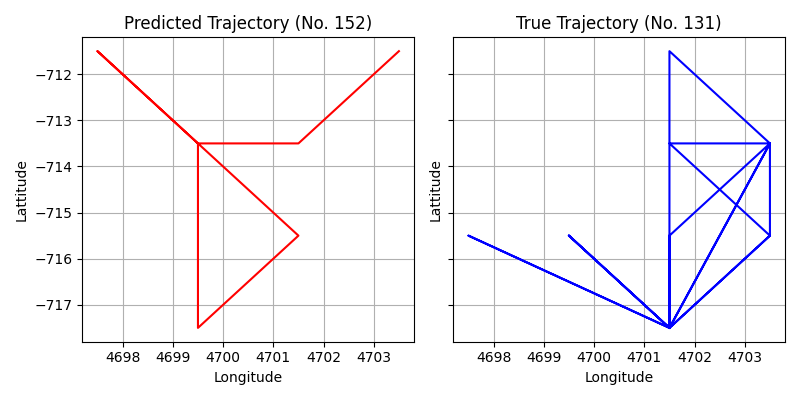 Predicted Trajectory (No. 152)
True Trajectory (No. 131)
Lattitude
−712
−713
−714
−715
−716
−717
4698 4699 4700 4701 4702 4703
Longitude
Lattitude
4698 4699 4700 4701 4702 4703
Longitude